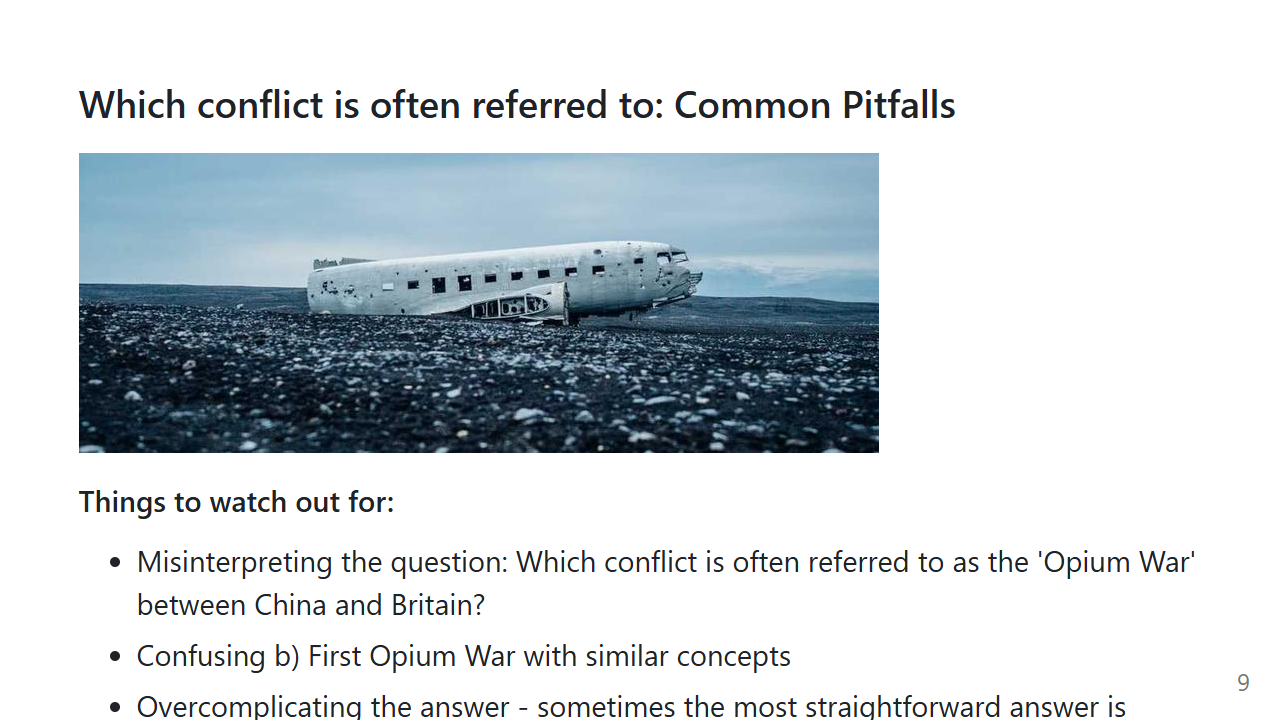 Which conflict is often referred to: Common Pitfalls
Things to watch out for:
Misinterpreting the question: Which conflict is often referred to as the 'Opium War'
between China and Britain?
Confusing b) First Opium War with similar concepts
Overcomplicating the answer - sometimes the most straightforward answer is
9